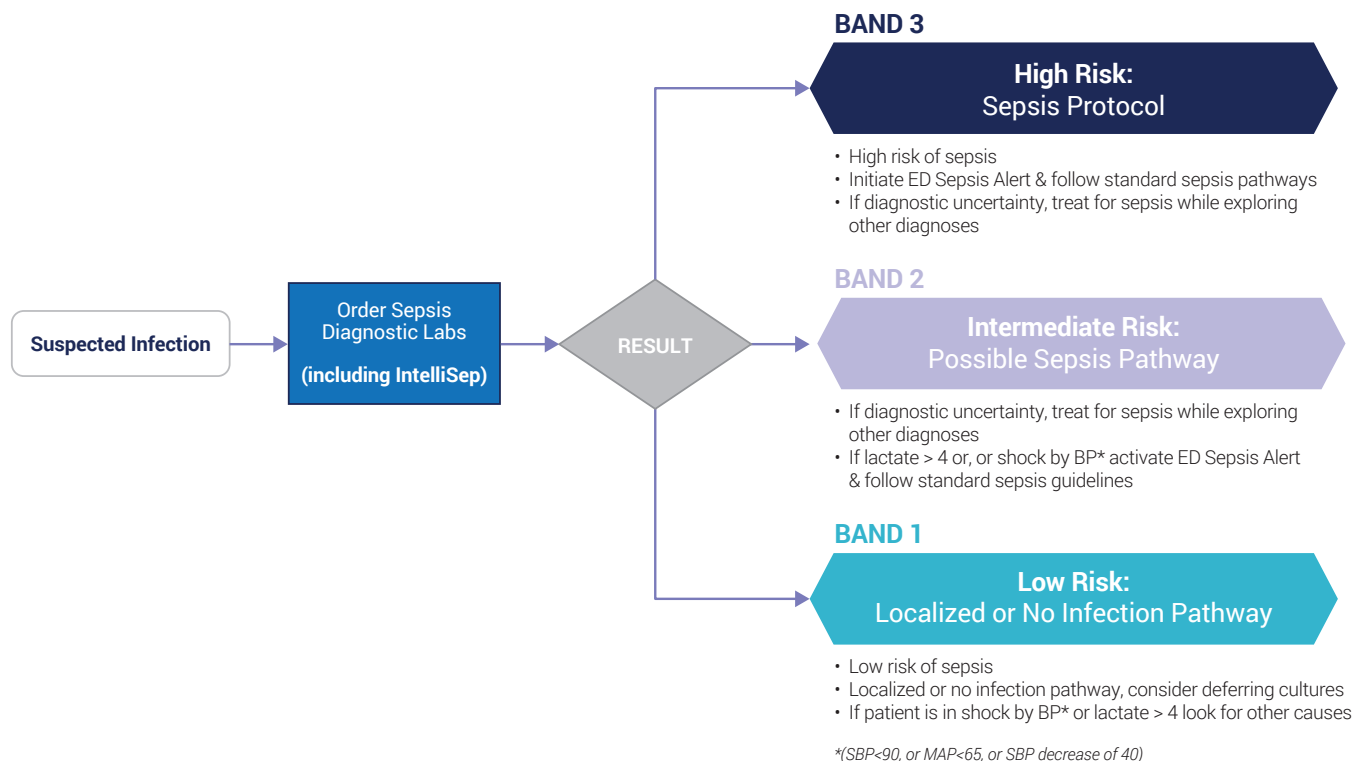 Suspected Infection
Order Sepsis
Diagnostic Labs
(including IntelliSep)
RESULT
BAND 3
High Risk:
Sepsis Protocol
• High risk of sepsis
• Initiate ED Sepsis Alert & follow standard sepsis pathways
• If diagnostic uncertainty, treat for sepsis while exploring
other diagnoses
BAND 2
Intermediate Risk:
Possible Sepsis Pathway
• If diagnostic uncertainty, treat for sepsis while exploring
other diagnoses
• If lactate > 4 or, or shock by BP* activate ED Sepsis Alert
& follow standard sepsis guidelines
BAND 1
Low Risk:
Localized or No Infection Pathway
• Low risk of sepsis
• Localized or no infection pathway, consider deferring cultures
• If patient is in shock by BP* or lactate > 4 look for other causes
*(SBP<90, or MAP<65, or SBP decrease of 40)